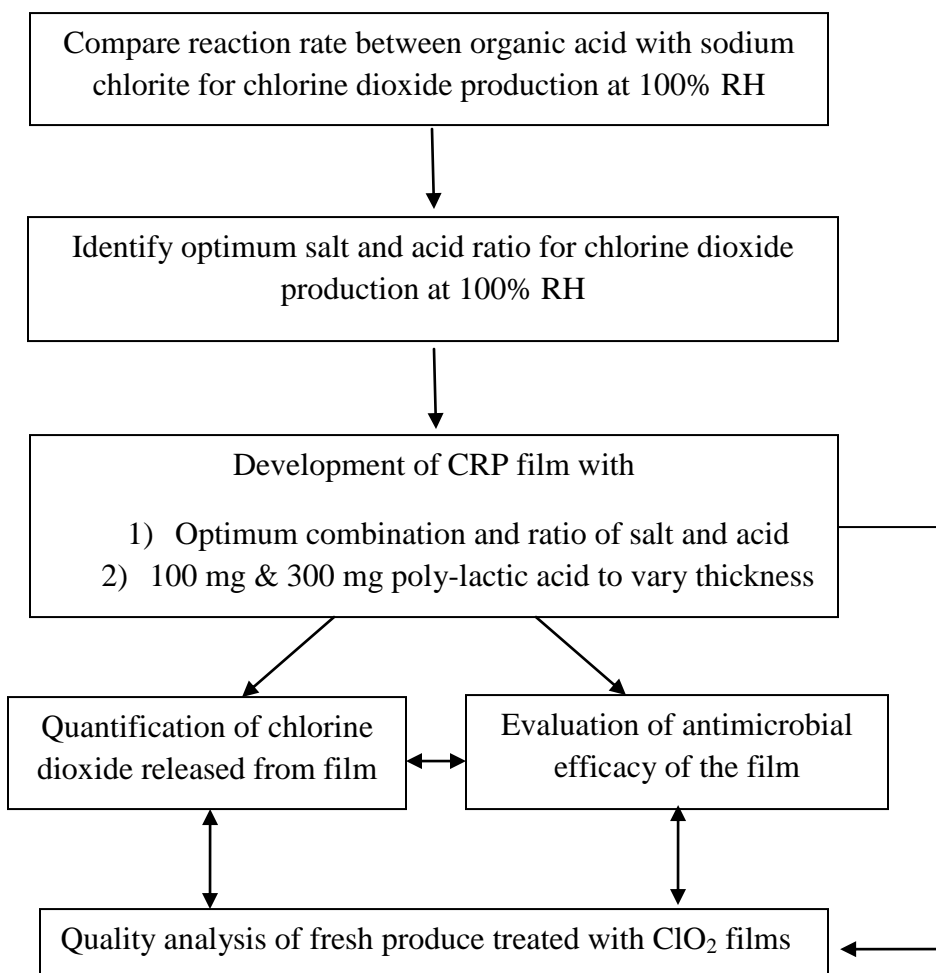 Compare reaction rate between organic acid with sodium
chlorite for chlorine dioxide production at 100% RH
Identify optimum salt and acid ratio for chlorine dioxide
production at 100% RH
Development of CRP film with
1) Optimum combination and ratio of salt and acid
2) 100 mg & 300 mg poly-lactic acid to vary thickness
Quantification of chlorine
dioxide released from film
Evaluation of antimicrobial
efficacy of the film
Quality analysis of fresh produce treated with ClO₂ films